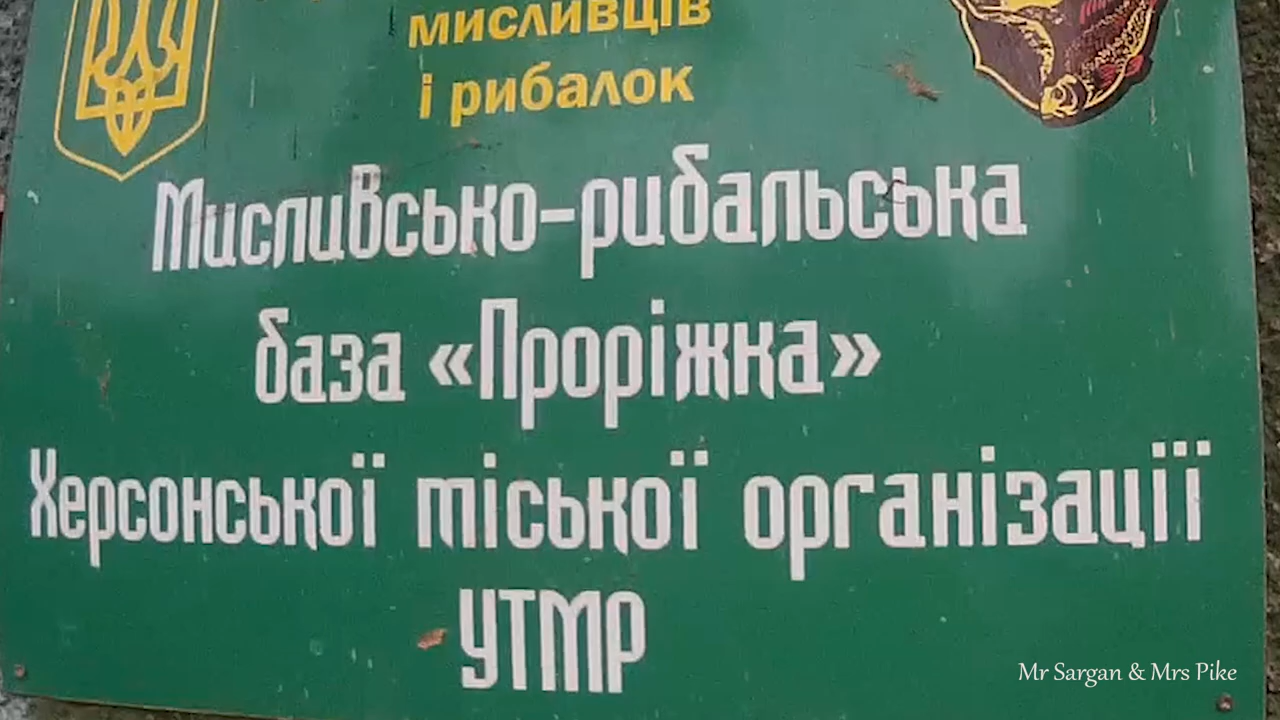 мисливців
і рибалок
Мисливсько-рибальська
база «Проріжка»
Херсонської міської організації
УТМР
Mr Sargan & Mrs Pike